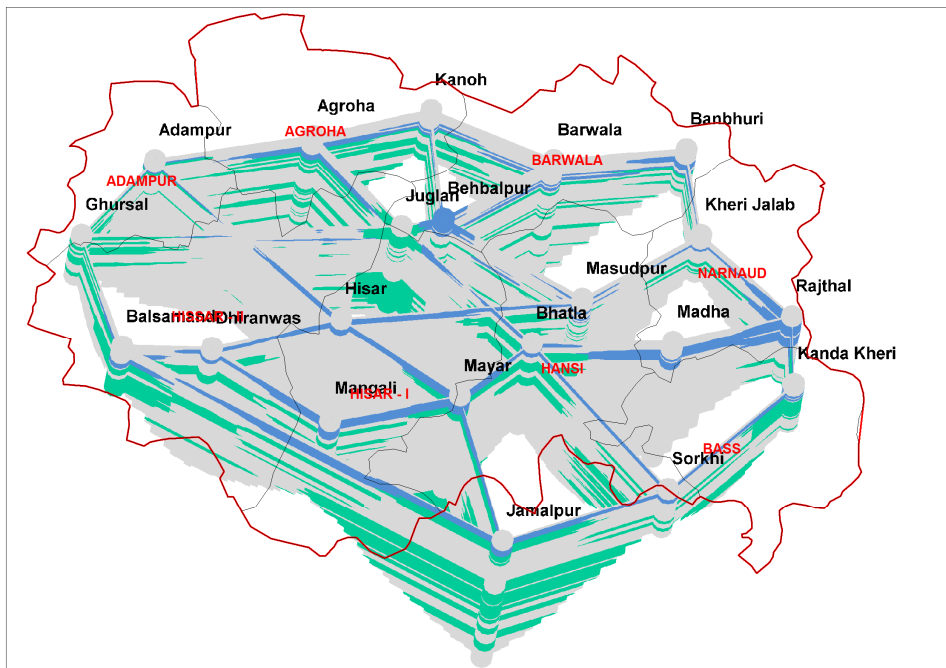 Kanoh
Agroha
Adampur
AGROHA
Barwala
Banbhuri
BARWALA
ADAMPUR
Behbalpur
Juglan
Ghursal
Kheri Jalab
Masudpur
NARNAUD
Hisar
Rajthal
Balsamand
Dhiranwas
Bhatla
Madha
Kanda Kheri
Mayar
HANSI
Mangali
HISAR - I
BASS
Sorkhi
Jamalpur